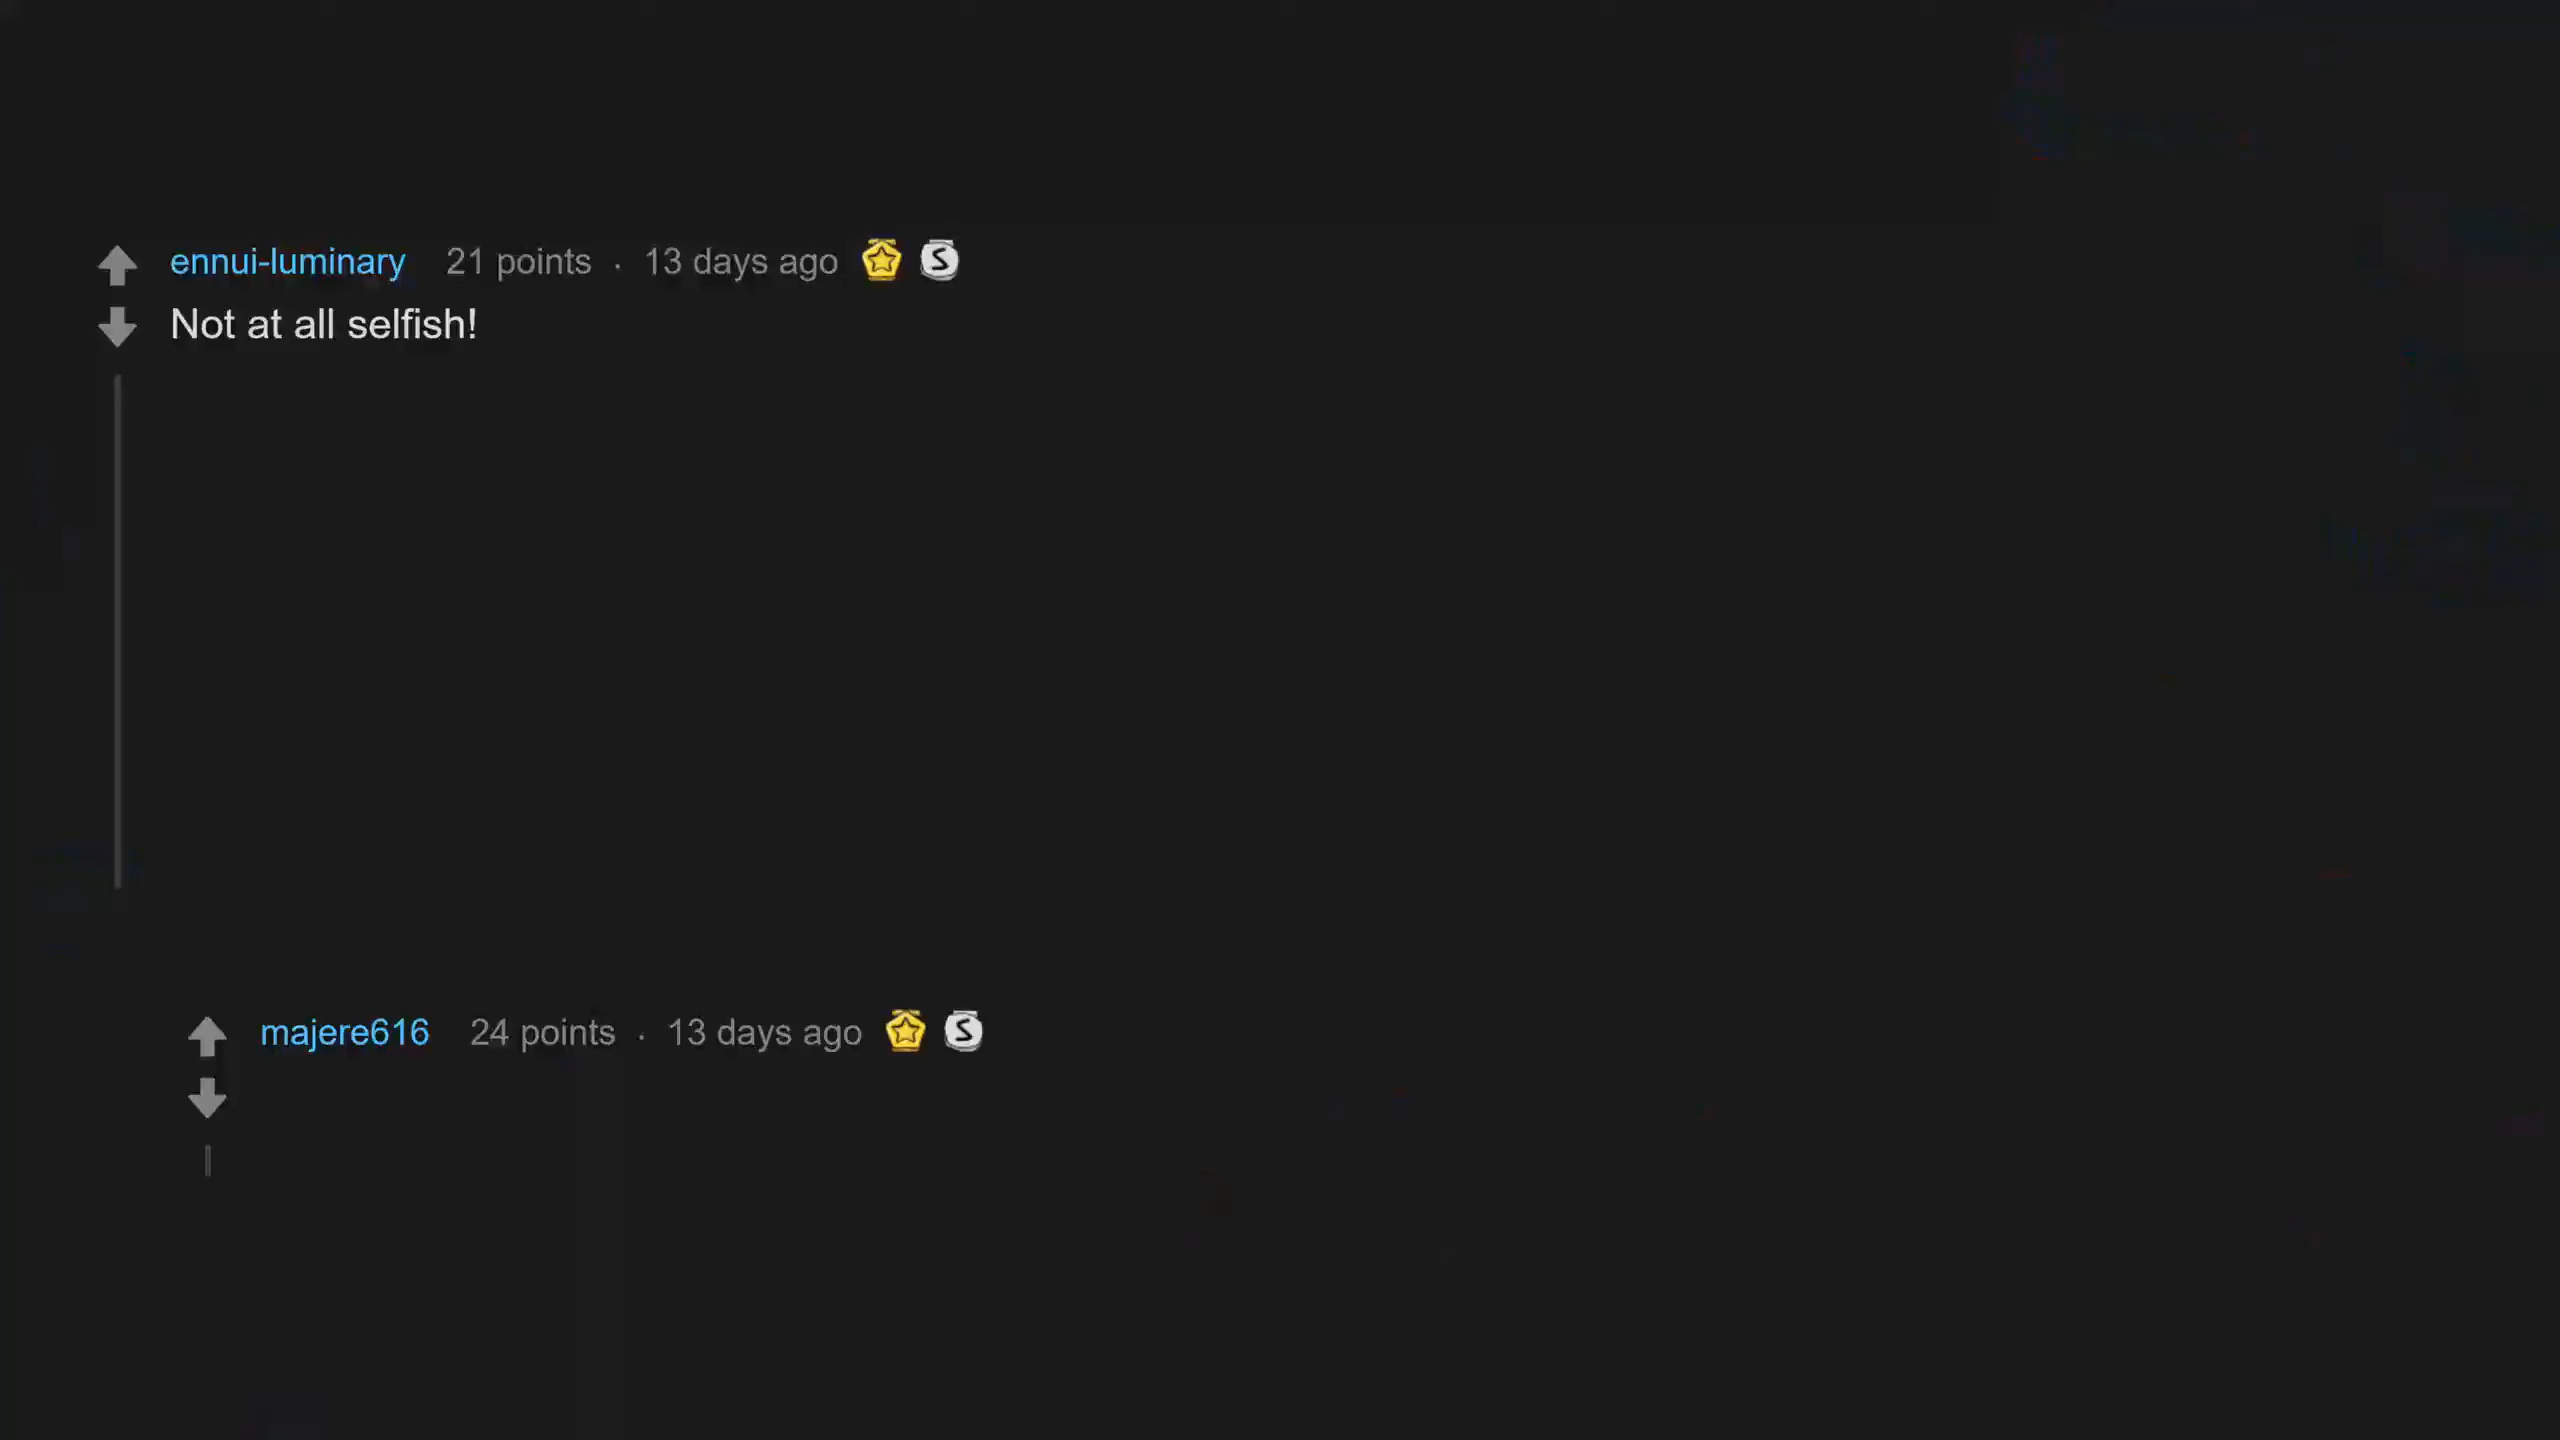 ennui-luminary 21 points · 13 days ago
Not at all selfish!
majere616 24 points · 13 days ago